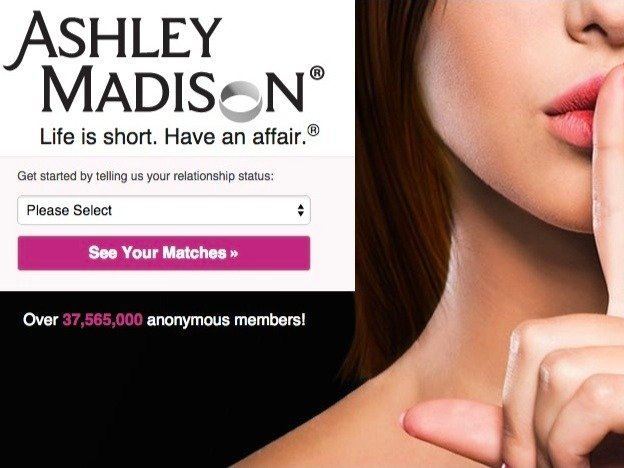 ASHLEY
MADISON®
Life is short. Have an affair.®
Get started by telling us your relationship status:
Please Select
See Your Matches »
Over 37,565,000 anonymous members!